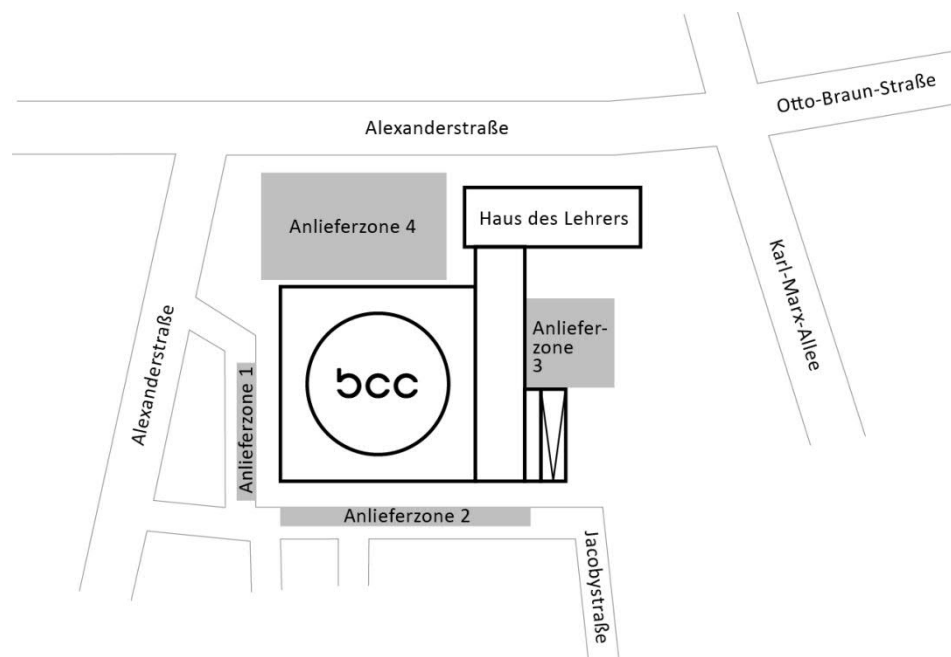 Otto-Braun-Straße
Alexanderstraße
Haus des Lehrers
Anlieferzone 4
Karl-Marx-Allee
Anliefer-
zone
3
Alexanderstraße
bcc
Anlieferzone 1
Anlieferzone 2
Jacobystraße